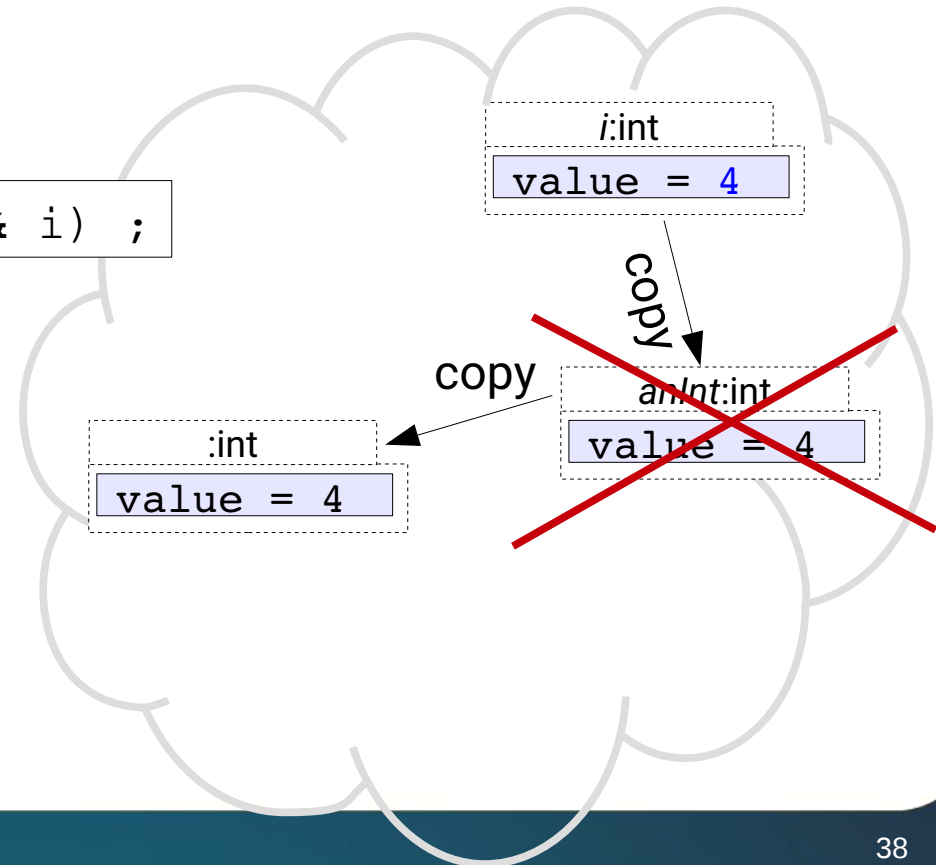 i:int
value = 4
& i) ;
copy
copy
anInt:int
value = 4
:int
value = 4
38